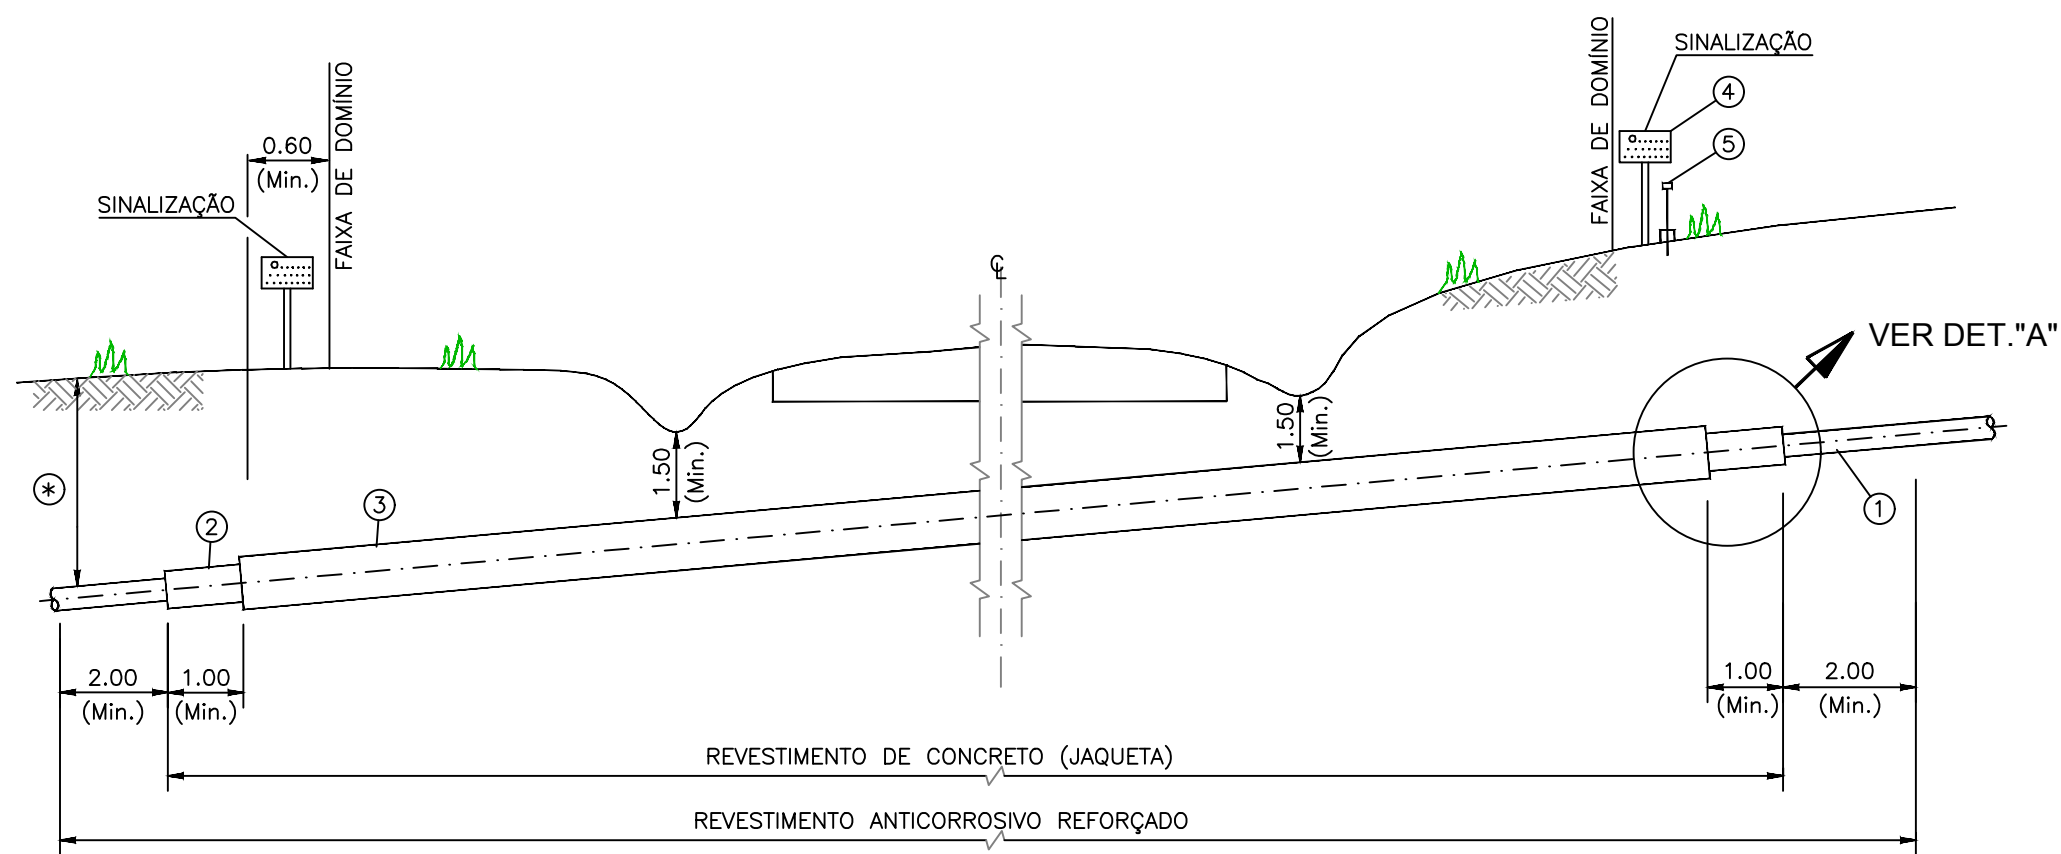 SINALIZAÇÃO
FAIXA DE DOMÍNIO
4
5
0.60
(Min.)
FAIXA DE DOMÍNIO
SINALIZAÇÃO
℄
VER DET."A"
1.50
(Min.)
1.50
(Min.)
*
2
3
1
2.00
(Min.)
1.00
(Min.)
1.00
(Min.)
2.00
(Min.)
REVESTIMENTO DE CONCRETO (JAQUETA)
REVESTIMENTO ANTICORROSIVO REFORÇADO